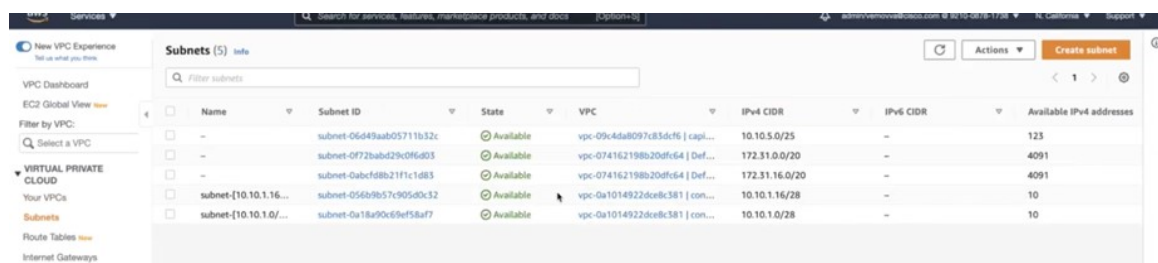 aws Services ▼ Search for services, features, marketplace products, and docs [Option+S] N. California ▼ Support ▼
New VPC Experience
Tell us what you think
VPC Dashboard
EC2 Global View New
Filter by VPC:
Select a VPC
VIRTUAL PRIVATE
CLOUD
Your VPCs
Subnets
Route Tables New
Internet Gateways
Subnets (5) Info Actions ▼ Create subnet
Filter subnets < 1 >
Name Subnet ID State VPC IPv4 CIDR IPv6 CIDR Available IPv4 addresses
– subnet-06d49aab05711b32c Available vpc-09c4da8097c83dcf6 | capi... 10.10.5.0/25 – 123
– subnet-0f72babd29c0f6d03 Available vpc-074162198b20dfc64 | Def... 172.31.0.0/20 – 4091
– subnet-0abcfd8b21f1c1d83 Available vpc-074162198b20dfc64 | Def... 172.31.16.0/20 – 4091
subnet-[10.10.1.16... subnet-056b9b57c905d0c32 Available vpc-0a1014922dce8c381 | con... 10.10.1.16/28 – 10
subnet-[10.10.1.0/... subnet-0a18a90c69ef58af7 Available vpc-0a1014922dce8c381 | con... 10.10.1.0/28 – 10